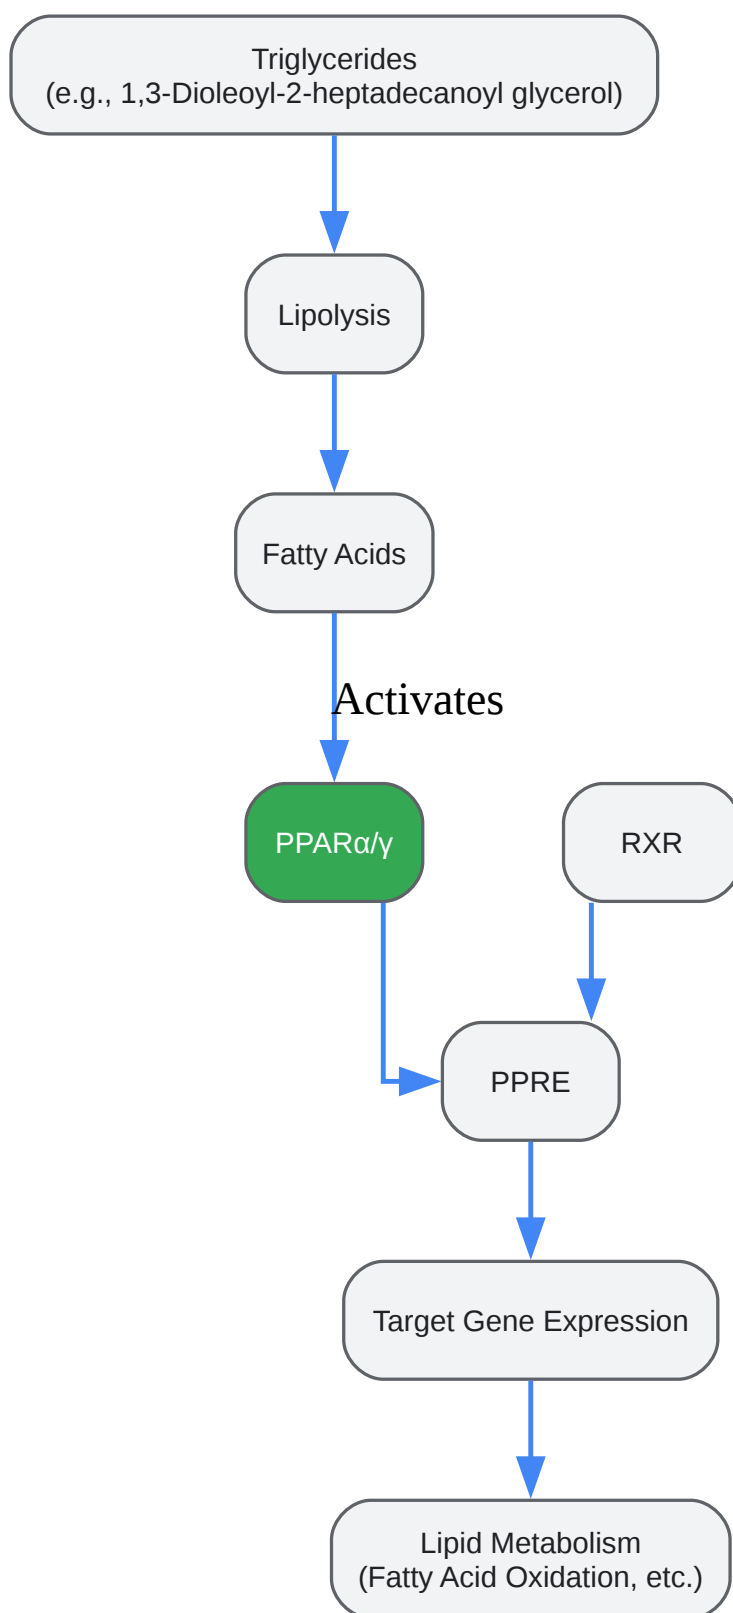 Triglycerides
(e.g., 1,3-Dioleoyl-2-heptadecanoyl glycerol)
Lipolysis
Fatty Acids
Activates
PPARα/γ
RXR
PPRE
Target Gene Expression
Lipid Metabolism
(Fatty Acid Oxidation, etc.)